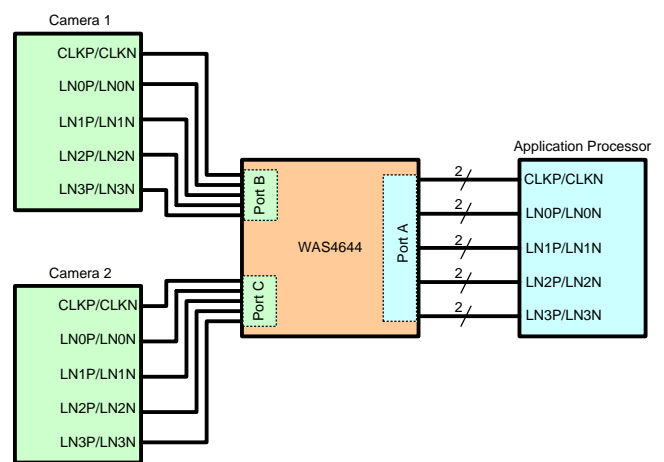 Camera 1
CLKP/CLKN
LN0P/LN0N
LN1P/LN1N
LN2P/LN2N
LN3P/LN3N
Camera 2
CLKP/CLKN
LN0P/LN0N
LN1P/LN1N
LN2P/LN2N
LN3P/LN3N
Port B
Port C
WAS4644
Port A
2
2
2
2
2
Application Processor
CLKP/CLKN
LN0P/LN0N
LN1P/LN1N
LN2P/LN2N
LN3P/LN3N